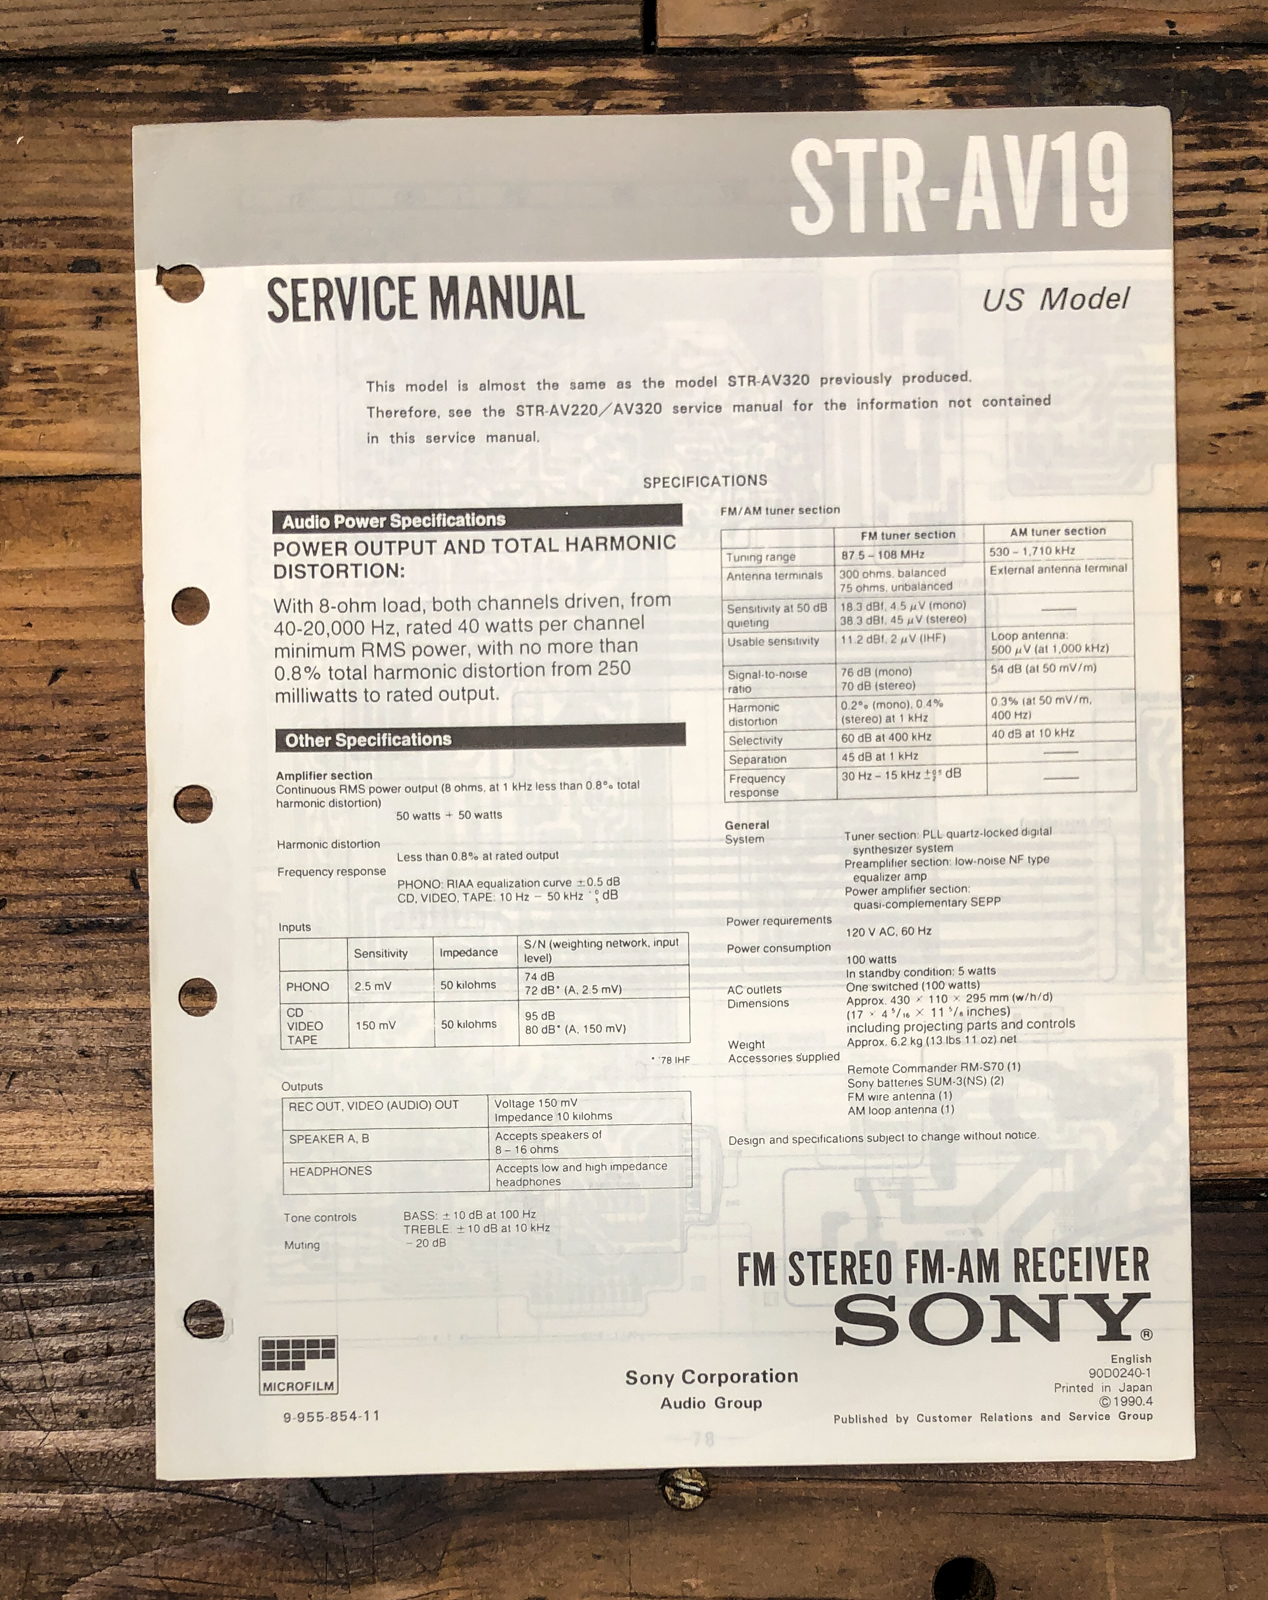 STR-AV19
SERVICE MANUAL
US Model
This model is almost the same as the model STR-AV320 previously produced.
Therefore, see the STR-AV220/AV320 service manual for the information not contained
in this service manual.
SPECIFICATIONS
Audio Power Specifications
POWER OUTPUT AND TOTAL HARMONIC
DISTORTION:
With 8-ohm load, both channels driven, from
40-20,000 Hz, rated 40 watts per channel
minimum RMS power, with no more than
0.8% total harmonic distortion from 250
milliwatts to rated output.
Other Specifications
Amplifier section
Continuous RMS power output (8 ohms, at 1 kHz less than 0.8% total
harmonic distortion)
50 watts + 50 watts
Harmonic distortion
Less than 0.8% at rated output
Frequency response
PHONO: RIAA equalization curve ±0.5 dB
CD, VIDEO, TAPE: 10 Hz – 50 kHz dB
Inputs
Sensitivity Impedance S/N (weighting network, input
level)
PHONO 2.5 mV 50 kilohms 74 dB
72 dB* (A, 2.5 mV)
CD
VIDEO
TAPE 150 mV 50 kilohms 95 dB
80 dB* (A, 150 mV)
* '78 IHF
Outputs
REC OUT, VIDEO (AUDIO) OUT Voltage 150 mV
Impedance 10 kilohms
SPEAKER A, B Accepts speakers of
8 – 16 ohms
HEADPHONES Accepts low and high impedance
headphones
Tone controls BASS: ±10 dB at 100 Hz
TREBLE: ±10 dB at 10 kHz
Muting –20 dB
FM/AM tuner section
FM tuner section AM tuner section
Tuning range 87.5 – 108 MHz 530 – 1,710 kHz
Antenna terminals 300 ohms, balanced
75 ohms, unbalanced External antenna terminal
Sensitivity at 50 dB
quieting 18.3 dBf, 4.5 µV (mono)
38.3 dBf, 45 µV (stereo) ——
Usable sensitivity 11.2 dBf, 2 µV (IHF) Loop antenna:
500 µV (at 1,000 kHz)
Signal-to-noise
ratio 76 dB (mono)
70 dB (stereo) 54 dB (at 50 mV/m)
Harmonic
distortion 0.2% (mono), 0.4%
(stereo) at 1 kHz 0.3% (at 50 mV/m,
400 Hz)
Selectivity 60 dB at 400 kHz 40 dB at 10 kHz
Separation 45 dB at 1 kHz ——
Frequency
response 30 Hz – 15 kHz dB ——
General
System Tuner section: PLL quartz-locked digital
synthesizer system
Preamplifier section: low-noise NF type
equalizer amp
Power amplifier section:
quasi-complementary SEPP
Power requirements
120 V AC, 60 Hz
Power consumption
100 watts
In standby condition: 5 watts
AC outlets One switched (100 watts)
Dimensions Approx. 430 × 110 × 295 mm (w/h/d)
(17 × 4 5/16 × 11 5/8 inches)
including projecting parts and controls
Weight Approx. 6.2 kg (13 lbs 11 oz) net
Accessories supplied
Remote Commander RM-S70 (1)
Sony batteries SUM-3(NS) (2)
FM wire antenna (1)
AM loop antenna (1)
Design and specifications subject to change without notice.
FM STEREO FM-AM RECEIVER
SONY®
MICROFILM
9-955-854-11
Sony Corporation
Audio Group
English
90D0240-1
Printed in Japan
©1990.4
Published by Customer Relations and Service Group
—78—